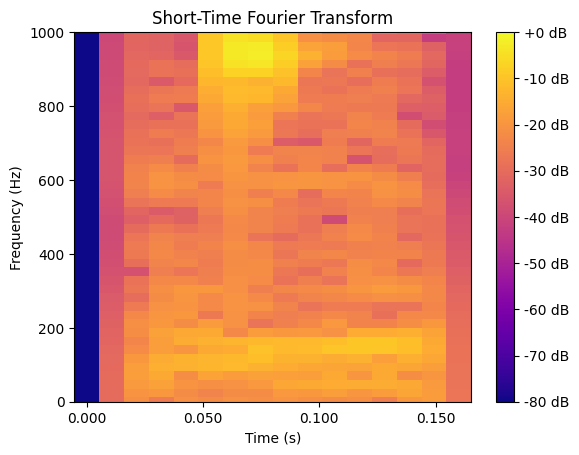 Short-Time Fourier Transform
Frequency (Hz)
1000
800
600
400
200
0
0.000
0.050
0.100
0.150
Time (s)
+0 dB
-10 dB
-20 dB
-30 dB
-40 dB
-50 dB
-60 dB
-70 dB
-80 dB